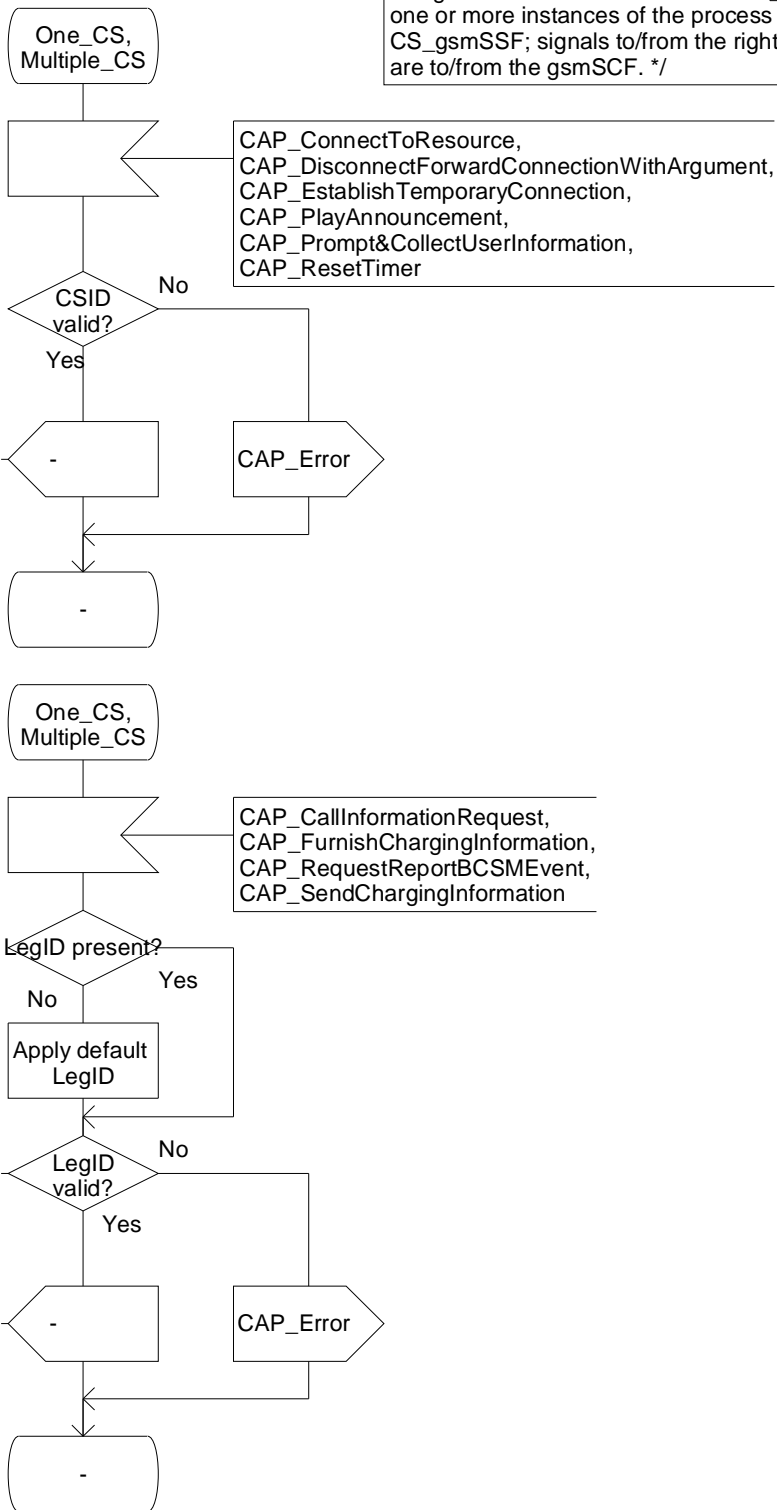 one or more instances of the process
CS_gsmSSF; signals to/from the right
are to/from the gsmSCF. */
One_CS,
Multiple_CS
CAP_ConnectToResource,
CAP_DisconnectForwardConnectionWithArgument,
CAP_EstablishTemporaryConnection,
CAP_PlayAnnouncement,
CAP_Prompt&CollectUserInformation,
CAP_ResetTimer
CSID
valid?
No
Yes
-
CAP_Error
-
One_CS,
Multiple_CS
CAP_CallInformationRequest,
CAP_FurnishChargingInformation,
CAP_RequestReportBCSMEvent,
CAP_SendChargingInformation
LegID present?
Yes
No
Apply default
LegID
LegID
valid?
No
Yes
-
CAP_Error
-